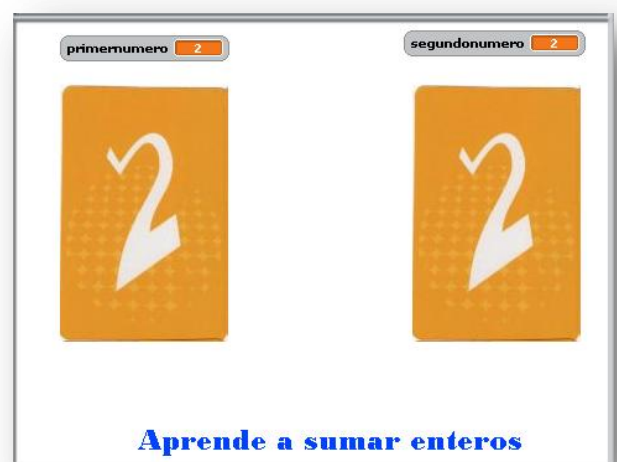 primernumero 2 segundonumero 2
2 2
Aprende a sumar enteros